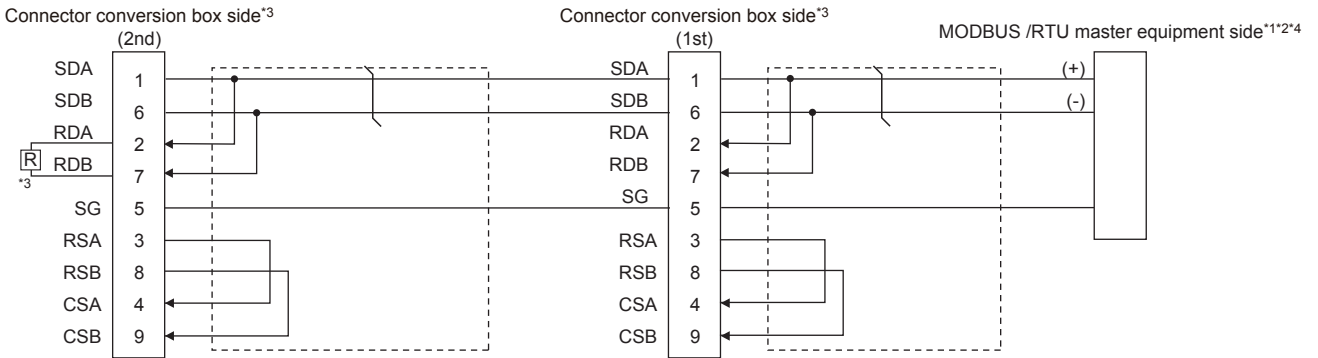 Connector conversion box side*3
(2nd)
Connector conversion box side*3
(1st)
MODBUS /RTU master equipment side*1*2*4
SDA 1
SDB 6
RDA 2
RDB 7
R
*3
SG 5
RSA 3
RSB 8
CSA 4
CSB 9
SDA 1
SDB 6
RDA 2
RDB 7
SG 5
RSA 3
RSB 8
CSA 4
CSB 9
(+)
(-)